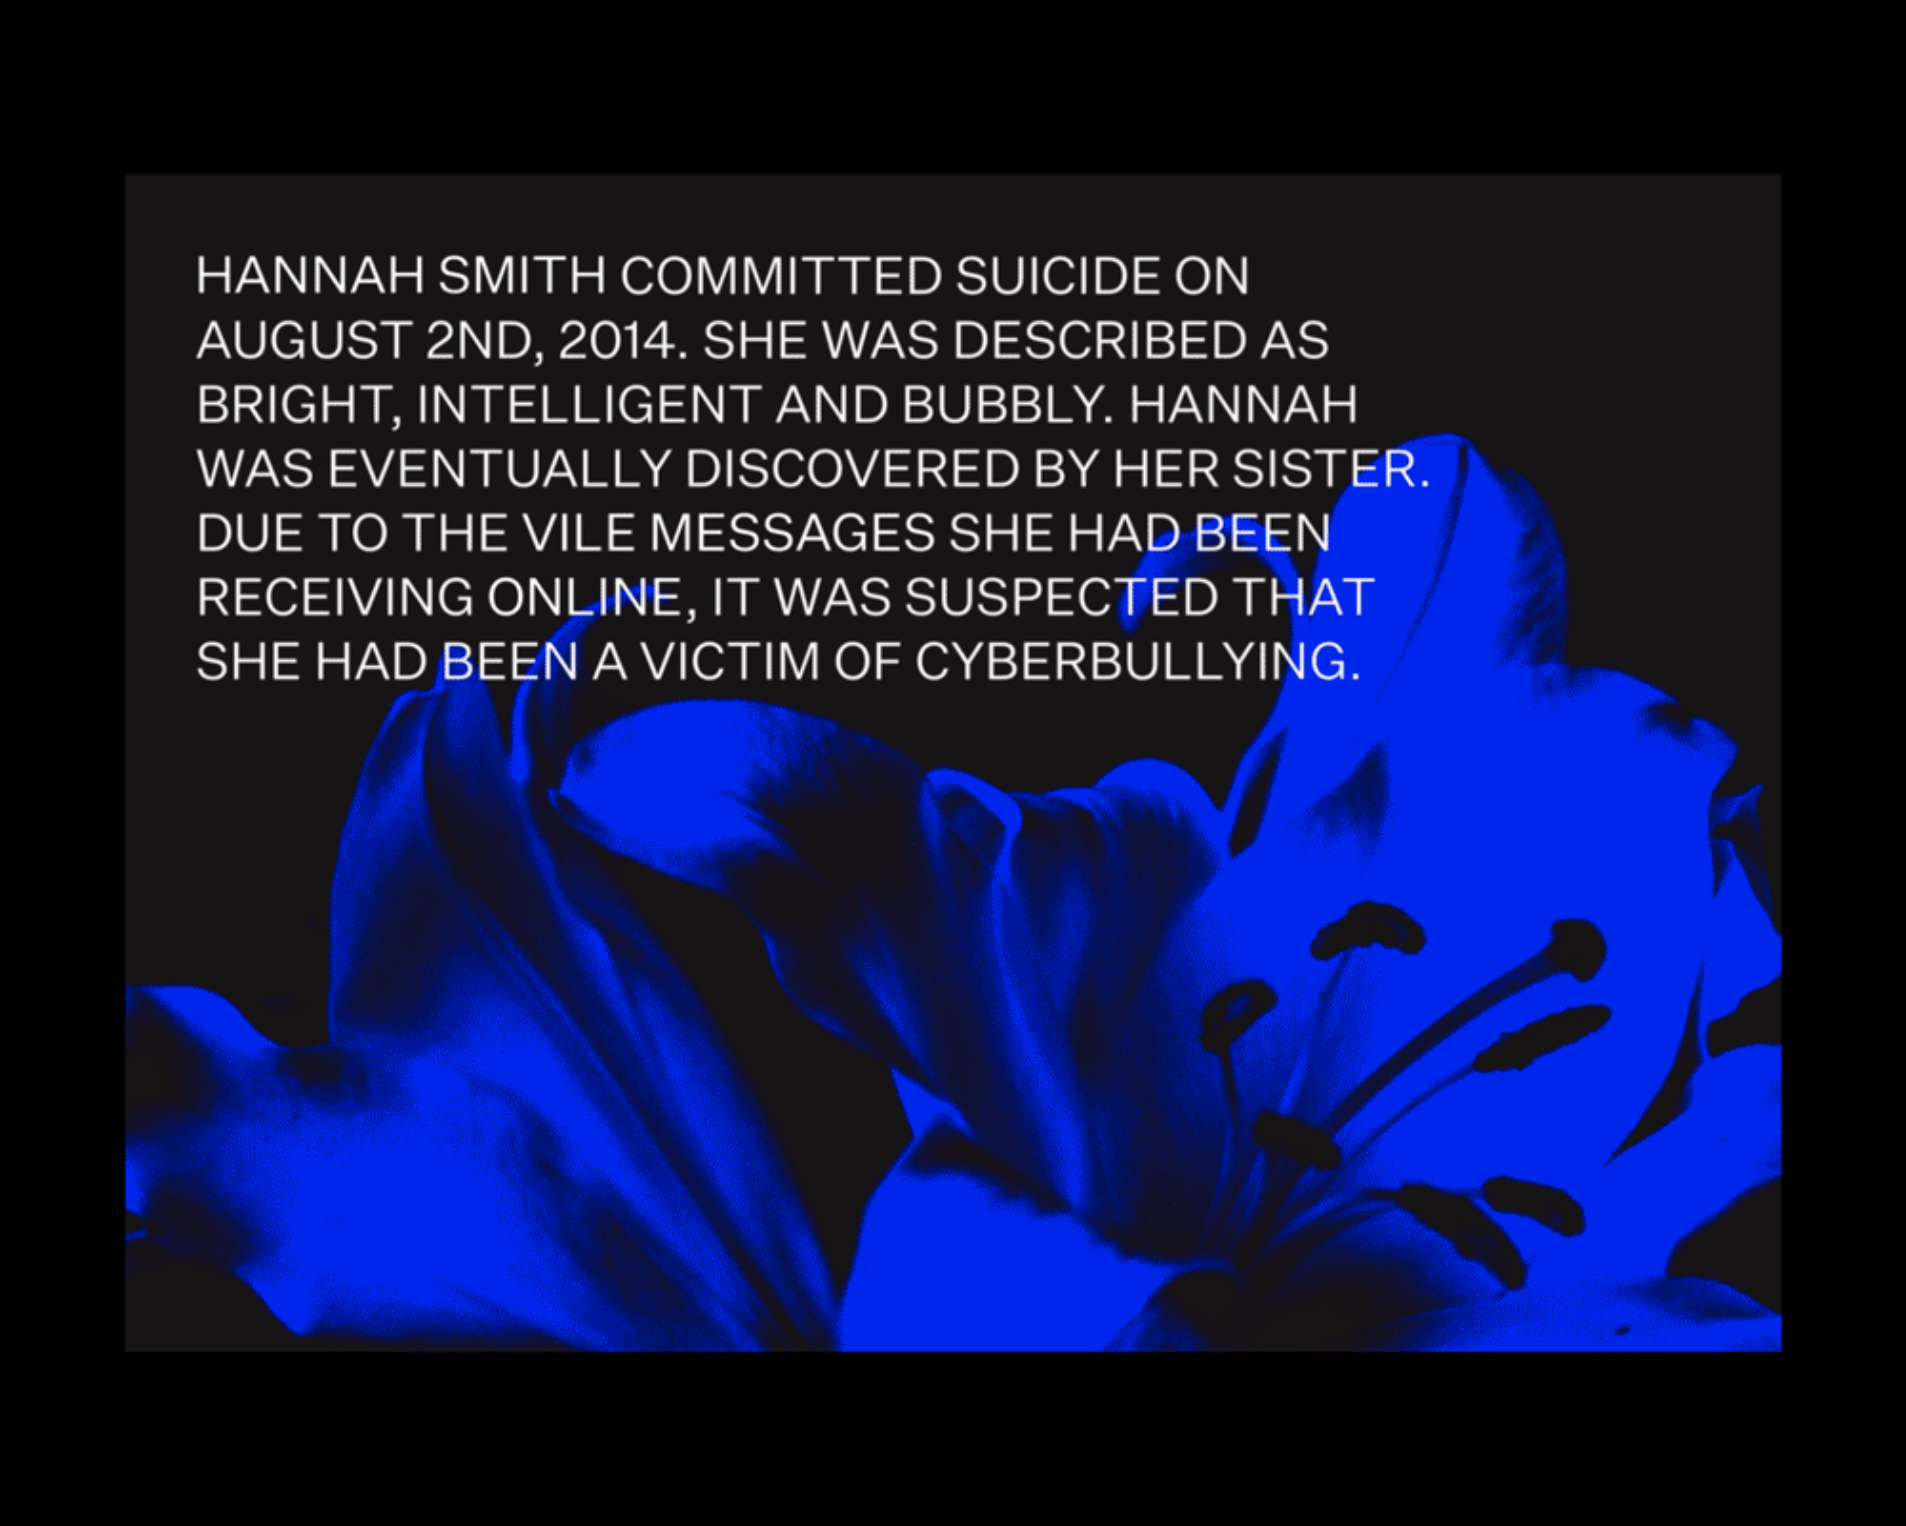 HANNAH SMITH COMMITTED SUICIDE ON
AUGUST 2ND, 2014. SHE WAS DESCRIBED AS
BRIGHT, INTELLIGENT AND BUBBLY. HANNAH
WAS EVENTUALLY DISCOVERED BY HER SISTER.
DUE TO THE VILE MESSAGES SHE HAD BEEN
RECEIVING ONLINE, IT WAS SUSPECTED THAT
SHE HAD BEEN A VICTIM OF CYBERBULLYING.